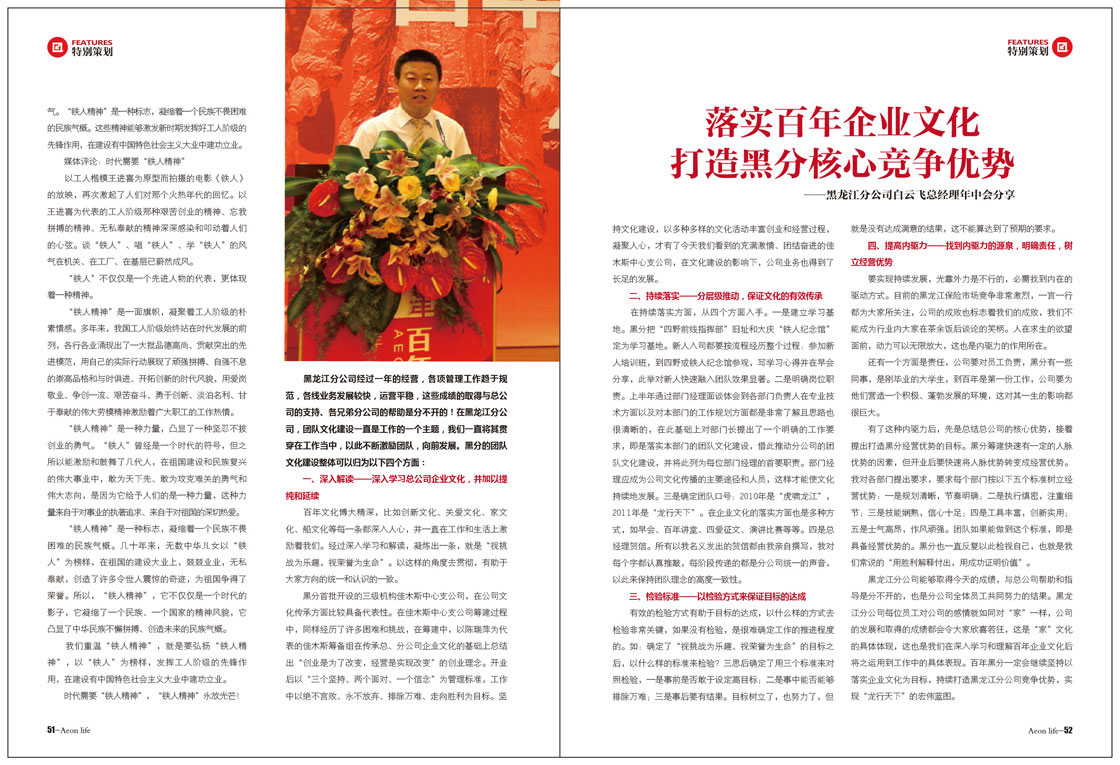 FEATURES
特别策划
气。“铁人精神”是一种标志，凝缩着一个民族不畏困难
的民族气概。这些精神能够激发新时期发挥好工人阶级的
先锋作用，在建设有中国特色社会主义大业中建功立业。
媒体评论：时代需要“铁人精神”
以工人楷模王进喜为原型而拍摄的电影《铁人》
的放映，再次激起了人们对那个火热年代的回忆。以
王进喜为代表的工人阶级那种艰苦创业的精神、忘我
拼搏的精神、无私奉献的精神深深感染和叩动着人们
的心弦。谈“铁人”、唱“铁人”、学“铁人”的风
气在机关、在工厂、在基层已蔚然成风。
“铁人”不仅仅是一个先进人物的代表，更体现
着一种精神。
“铁人精神”是一面旗帜，凝聚着工人阶级的朴
素情感。多年来，我国工人阶级始终站在时代发展的前
列，各行各业涌现出了一大批品德高尚、贡献突出的先
进模范，用自己的实际行动展现了顽强拼搏、自强不息
的崇高品格和与时俱进、开拓创新的时代风貌，用爱岗
敬业、争创一流、艰苦奋斗、勇于创新、淡泊名利、甘
于奉献的伟大劳模精神激励着广大职工的工作热情。
“铁人精神”是一种力量，凸显了一种坚忍不拔
创业的勇气。“铁人”曾经是一个时代的符号，但之
所以能激励和鼓舞了几代人，在祖国建设和民族复兴
的伟大事业中，敢为天下先、敢为攻克难关的勇气和
伟大志向，是因为它给予人们的是一种力量，这种力
量来自于对事业的执著追求、来自于对祖国的深切热爱。
“铁人精神”是一种标志，凝缩着一个民族不畏
困难的民族气概。几十年来，无数中华儿女以“铁
人”为榜样，在祖国的建设大业上，兢兢业业，无私
奉献，创造了许多令世人震惊的奇迹，为祖国争得了
荣誉。所以，“铁人精神”，它不仅仅是一个时代的
影子，它凝缩了一个民族、一个国家的精神风貌，它
凸显了中华民族不懈拼搏、创造未来的民族气概。
我们重温“铁人精神”，就是要弘扬“铁人精
神”，以“铁人”为榜样，发挥工人阶级的先锋作
用，在建设有中国特色社会主义大业中建功立业。
时代需要“铁人精神”，“铁人精神”永放光芒！
51-Aeon life
黑龙江分公司经过一年的经营，各项管理工作趋于规
范，各线业务发展较快，运营平稳，这些成绩的取得与总公
司的支持、各兄弟分公司的帮助是分不开的！在黑龙江分公
司，团队文化建设一直是工作的一个主题，我们一直将其贯
穿在工作当中，以此不断激励团队，向前发展。黑分的团队
文化建设整体可以归为以下四个方面：
一、深入解读——深入学习总公司企业文化，并加以提
纯和延续
百年文化博大精深，比如创新文化、关爱文化、家文
化、船文化等每一条都深入人心，并一直在工作和生活上激
励着我们。经过深入学习和解读，凝炼出一条，就是“视挑
战为乐趣，视荣誉为生命”。以这样的角度去贯彻，有助于
大家方向的统一和认识的一致。
黑分首批开设的三级机构佳木斯中心支公司，在公司文
化传承方面比较具备代表性。在佳木斯中心支公司筹建过程
中，同样经历了许多困难和挑战，在筹建中，以陈瑞萍为代
表的佳木斯筹备组在传承总、分公司企业文化的基础上总结
出“创业是为了改变，经营是实现改变”的创业理念。开业
后以“三个坚持、两个面对、一个信念”为管理标准，工作
中以绝不言败、永不放弃、排除万难、走向胜利为目标。坚
FEATURES
特别策划
落实百年企业文化
打造黑分核心竞争优势
——黑龙江分公司白云飞总经理年中会分享
持文化建设，以多种多样的文化活动丰富创业和经营过程，
凝聚人心，才有了今天我们看到的充满激情、团结奋进的佳
木斯中心支公司，在文化建设的影响下，公司业务也得到了
长足的发展。
二、持续落实——分层级推动，保证文化的有效传承
在持续落实方面，从四个方面入手。一是建立学习基
地。黑分把“四野前线指挥部”旧址和大庆“铁人纪念馆”
定为学习基地。新人入司都要按流程经历整个过程：参加新
人培训班，到四野或铁人纪念馆参观，写学习心得并在早会
分享，此举对新人快速融入团队效果显著。二是明确岗位职
责。上半年通过部门经理面谈体会到各部门负责人在专业技
术方面以及对本部门的工作规划方面都是非常了解且思路也
很清晰的，在此基础上对部门长提出了一个明确的工作要
求，即是落实本部门的团队文化建设，借此推动分公司的团
队文化建设，并将此列为每位部门经理的首要职责。部门经
理应成为公司文化传播的主要途径和人员，这样才能使文化
持续地发展。三是确定团队口号：2010年是“虎啸龙江”，
2011年是“龙行天下”。在企业文化的落实方面也是多种方
式，如早会、百年讲堂、四爱征文、演讲比赛等等。四是总
经理贺信。所有以我名义发出的贺信都由我亲自撰写，我对
每个字都认真推敲，每阶段传递的都是分公司统一的声音，
以此来保持团队理念的高度一致性。
三、检验标准——以检验方式来保证目标的达成
有效的检验方式有助于目标的达成，以什么样的方式去
检验非常关键，如果没有检验，是很难确定工作的推进程度
的。如：确定了“视挑战为乐趣、视荣誉为生命”的目标之
后，以什么样的标准来检验？三思后确定了用三个标准来对
照检验，一是事前是否敢于设定高目标；二是事中能否能够
排除万难；三是事后要有结果。目标树立了，也努力了，但
就是没有达成满意的结果，这不能算达到了预期的要求。
四、提高内驱力——找到内驱力的源泉，明确责任，树
立经营优势
要实现持续发展，光靠外力是不行的，必需找到内在的
驱动方式。目前的黑龙江保险市场竞争非常激烈，一言一行
都为大家所关注，公司的成败也标志着我们的成败，我们不
能成为行业内大家在茶余饭后谈论的笑柄。人在求生的欲望
面前，动力可以无限放大，这也是内驱力的作用所在。
还有一个方面是责任，公司要对员工负责，黑分有一些
同事，是刚毕业的大学生，到百年是第一份工作，公司要为
他们营造一个积极、蓬勃发展的环境，这对其一生的影响都
很巨大。
有了这种内驱力后，先是总结总公司的核心优势，接着
提出打造黑分经营优势的目标。黑分筹建快速有一定的人脉
优势的因素，但开业后要快速将人脉优势转变成经营优势。
我对各部门提出要求，要求每个部门按以下五个标准树立经
营优势：一是规划清晰，节奏明确；二是执行缜密，注重细
节；三是技能娴熟，信心十足；四是工具丰富，创新实用；
五是士气高昂，作风顽强。团队如果能做到这个标准，即是
具备经营优势的。黑分也一直反复以此检视自己，也就是我
们常说的“用胜利解释付出，用成功证明价值”。
黑龙江分公司能够取得今天的成绩，与总公司帮助和指
导是分不开的，也是分公司全体员工共同努力的结果。黑龙
江分公司每位员工对公司的感情就如同对“家”一样，公司
的发展和取得的成绩都会令大家欣喜若狂，这是“家”文化
的具体体现，这也是我们在深入学习和理解百年企业文化后
将之运用到工作中的具体表现。百年黑分一定会继续坚持以
落实企业文化为目标，持续打造黑龙江分公司竞争优势，实
现“龙行天下”的宏伟蓝图。
Aeon life-52